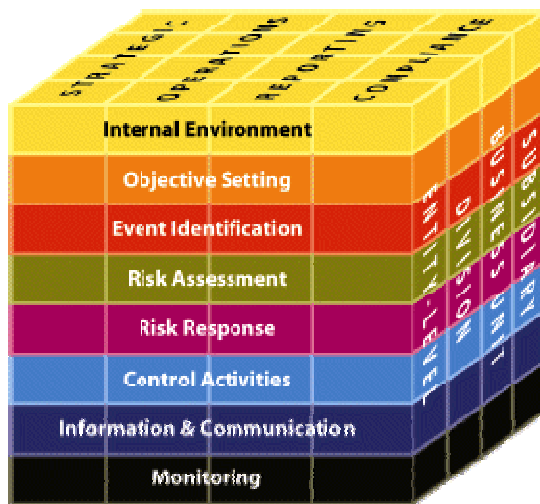 STRATEGIC
OPERATIONS
REPORTING
COMPLIANCE
Internal Environment
Objective Setting
Event Identification
Risk Assessment
Risk Response
Control Activities
Information & Communication
Monitoring
ENTITY-LEVEL
DIVISION
BUSINESS UNIT
SUBSIDIARY